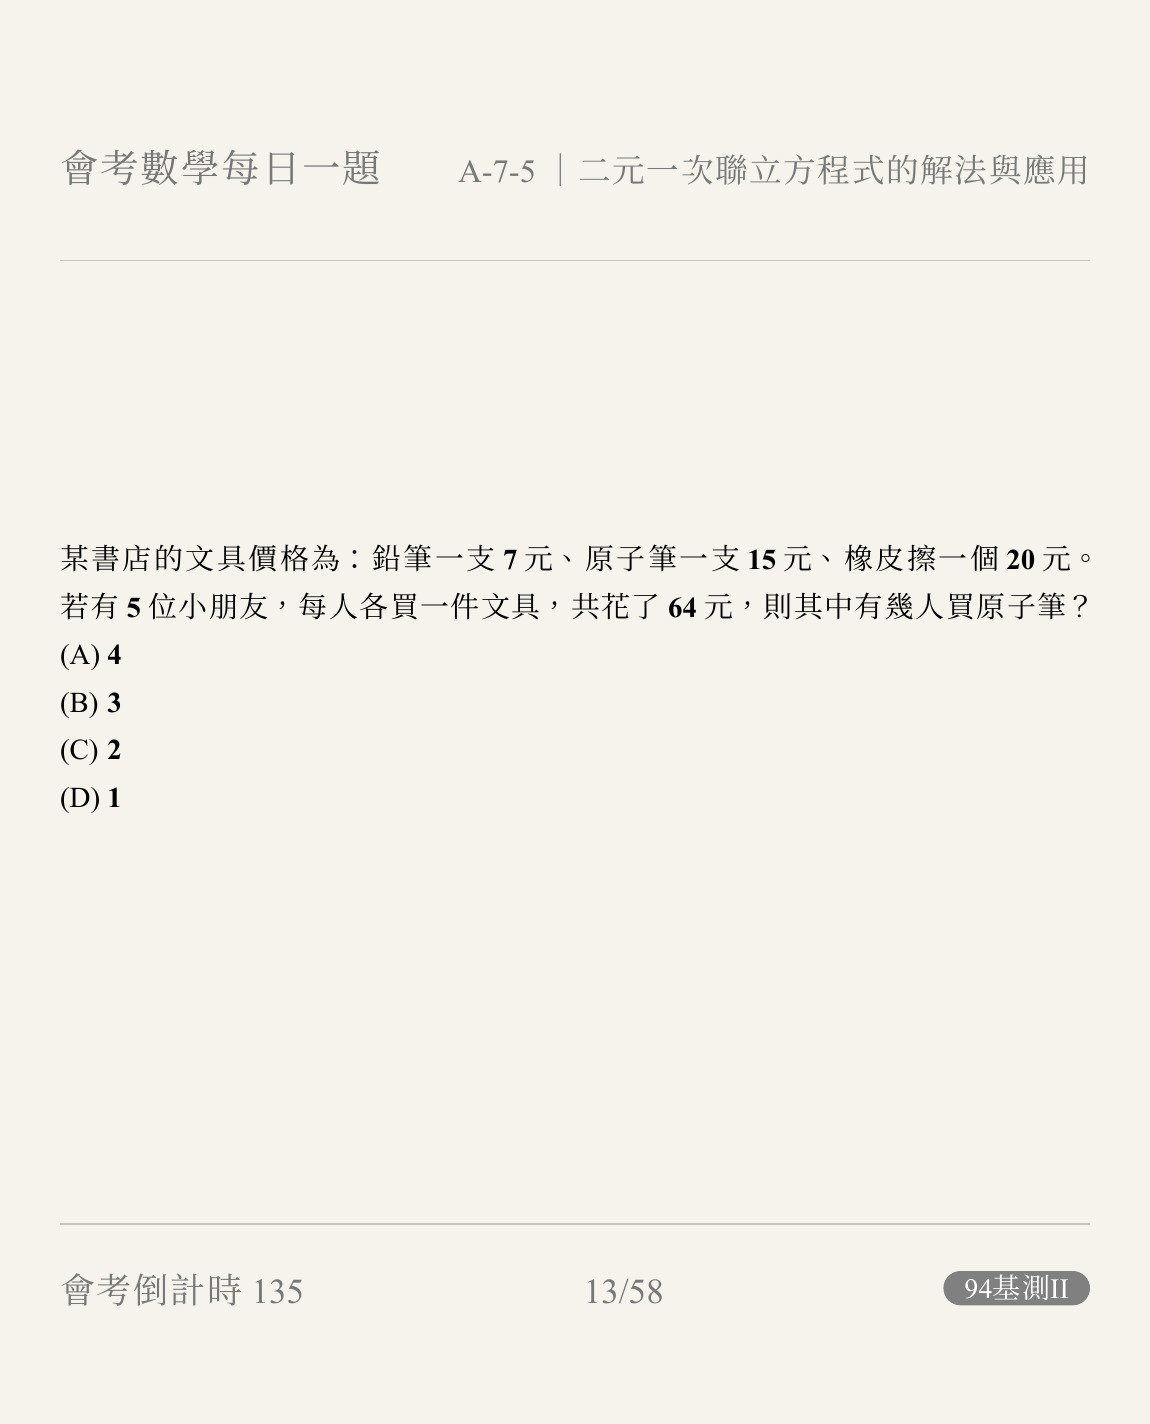 會考數學每日一題
A-7-5 ｜二元一次聯立方程式的解法與應用
某書店的文具價格為：鉛筆一支 7 元、原子筆一支 15 元、橡皮擦一個 20 元。
若有 5 位小朋友，每人各買一件文具，共花了 64 元，則其中有幾人買原子筆？
(A) 4
(B) 3
(C) 2
(D) 1
會考倒計時 135
13/58
94基測II